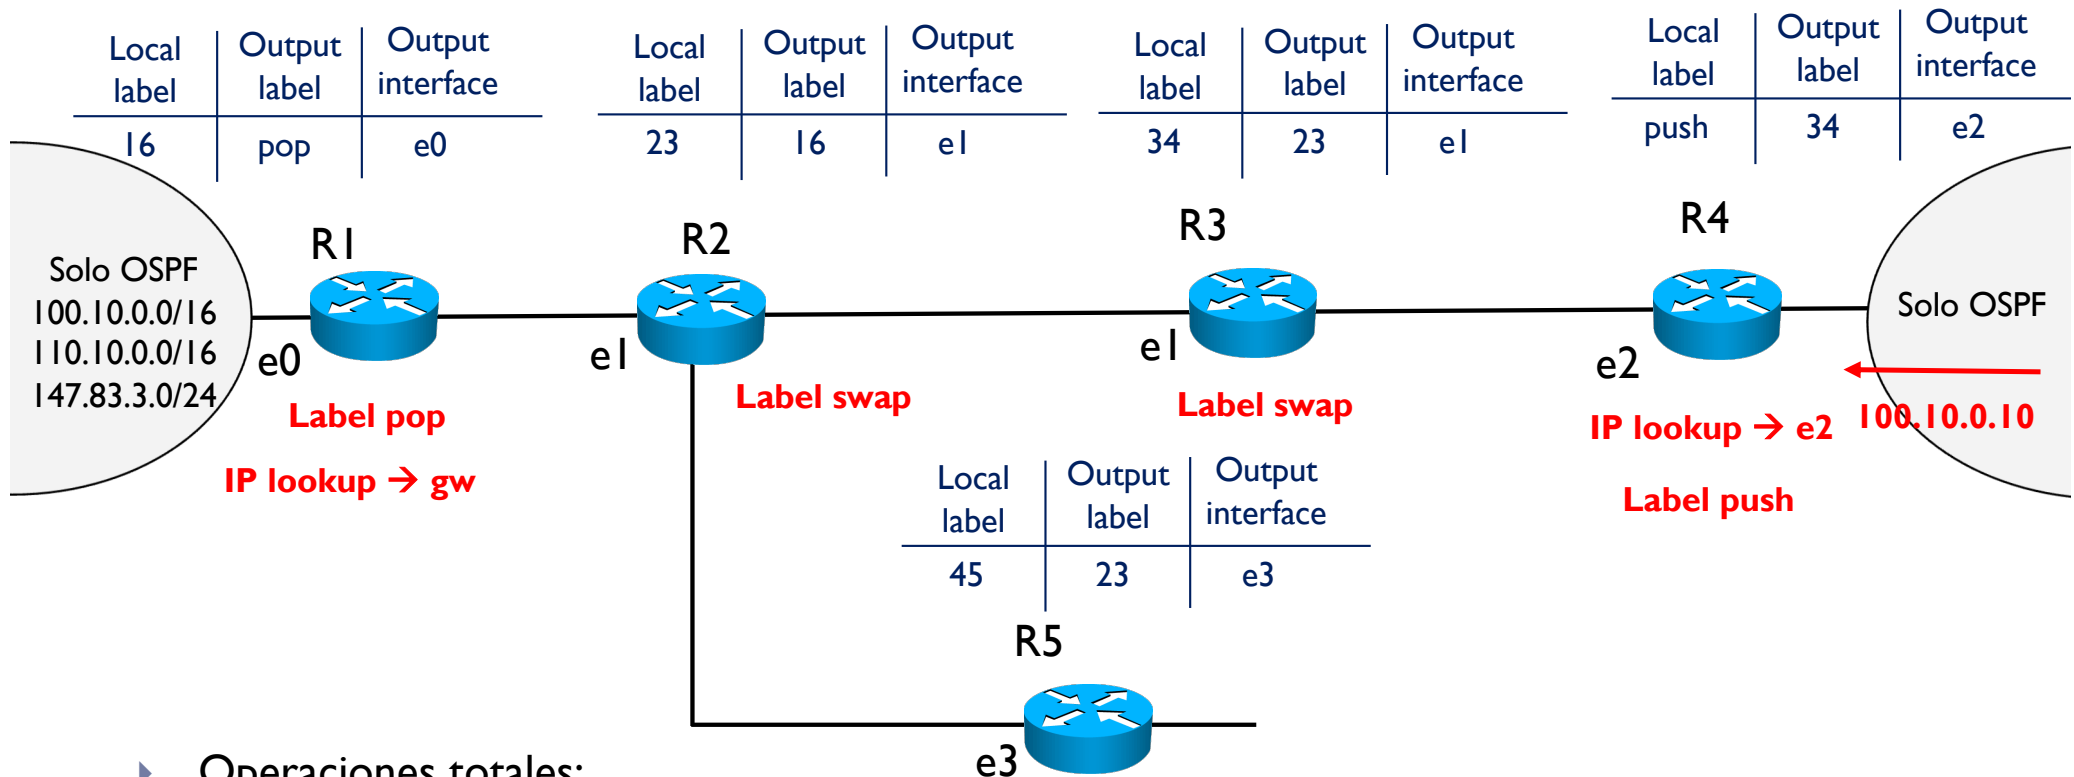 Local Output Output
label label interface
16 pop e0
Local Output Output
label label interface
23 16 e1
Local Output Output
label label interface
34 23 e1
Local Output Output
label label interface
push 34 e2
R1
R2
R3
R4
Solo OSPF
100.10.0.0/16
110.10.0.0/16
147.83.3.0/24
e0
e1
e1
e2
Solo OSPF
Label pop
IP lookup → gw
Label swap
Label swap
IP lookup → e2
Label push
100.10.0.10
Local Output Output
label label interface
45 23 e3
R5
e3
Operaciones totales: